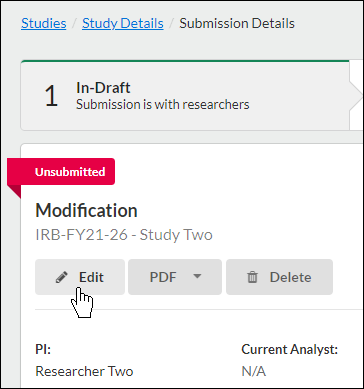 Studies / Study Details / Submission Details
1
In-Draft
Submission is with researchers
Unsubmitted
Modification
IRB-FY21-26 - Study Two
Edit PDF Delete
PI: Current Analyst:
Researcher Two N/A